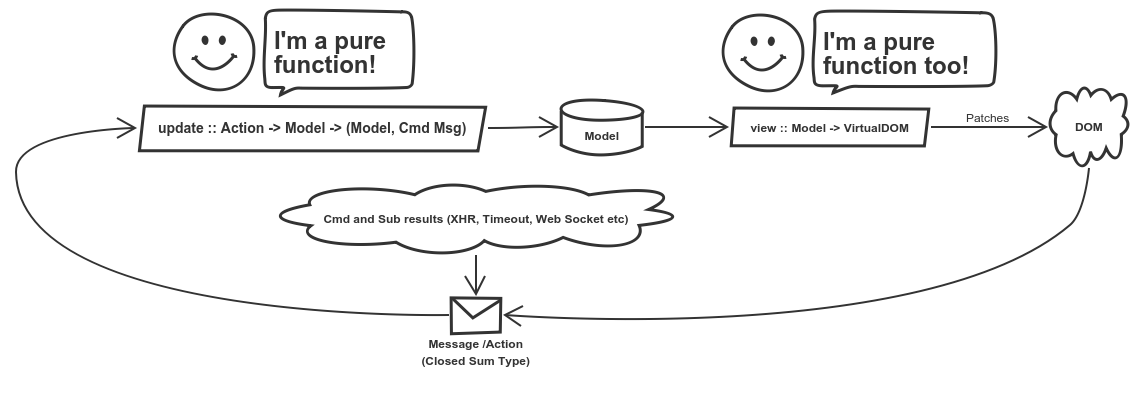 I'm a pure
function!
I'm a pure
function too!
update :: Action -> Model -> (Model, Cmd Msg)
Model
view :: Model -> VirtualDOM
Patches
DOM
Cmd and Sub results (XHR, Timeout, Web Socket etc)
Message /Action
(Closed Sum Type)